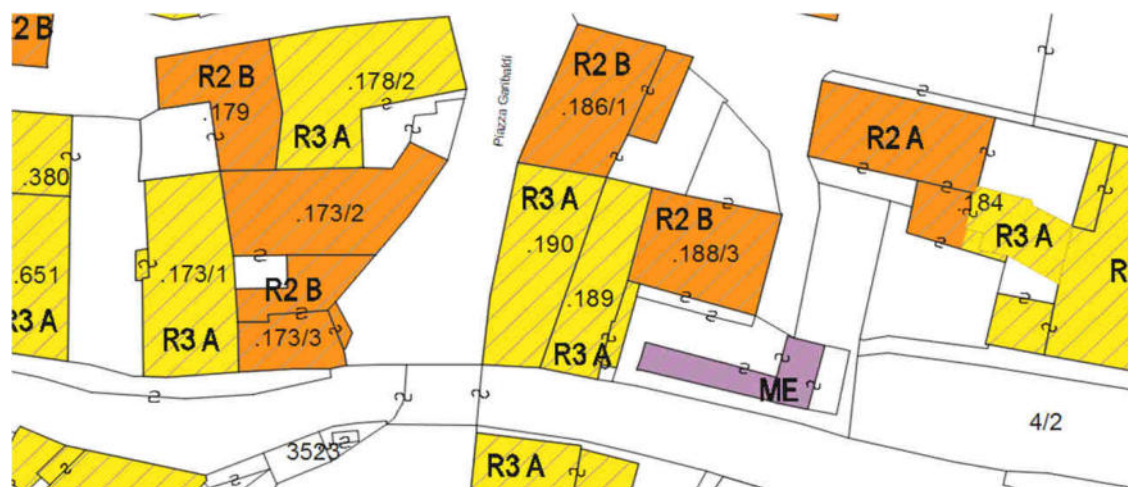 2 B
R2 B
.179
.178/2
R3 A
Piazza Garibaldi
R2 B
.186/1
R2 A
.380
.173/2
R3 A
.190
R2 B
.188/3
.184
R3 A
R
.651
R3 A
.173/1
R3 A
R2 B
.173/3
.189
R3 A
ME
4/2
3523
R3 A